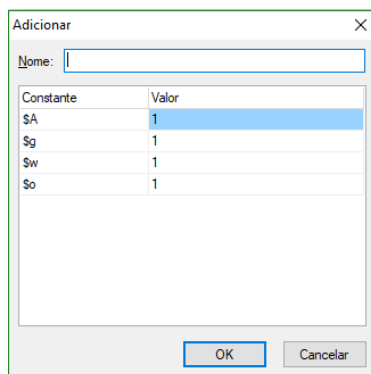 Adicionar
Nome:
Constante Valor
$A 1
$g 1
$w 1
$o 1
OK Cancelar